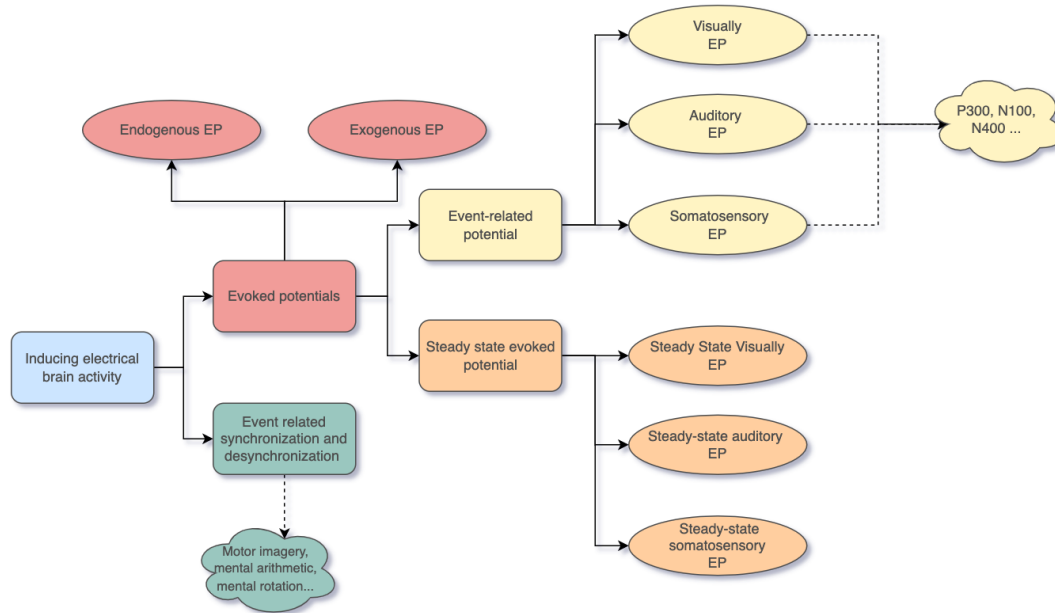 Visually
EP
Auditory
EP
P300, N100,
N400 ...
Endogenous EP
Exogenous EP
Event-related
potential
Somatosensory
EP
Evoked potentials
Inducing electrical
brain activity
Steady state evoked
potential
Steady State Visually
EP
Event related
synchronization and
desynchronization
Steady-state auditory
EP
Steady-state
somatosensory
EP
Motor imagery,
mental arithmetic,
mental rotation...